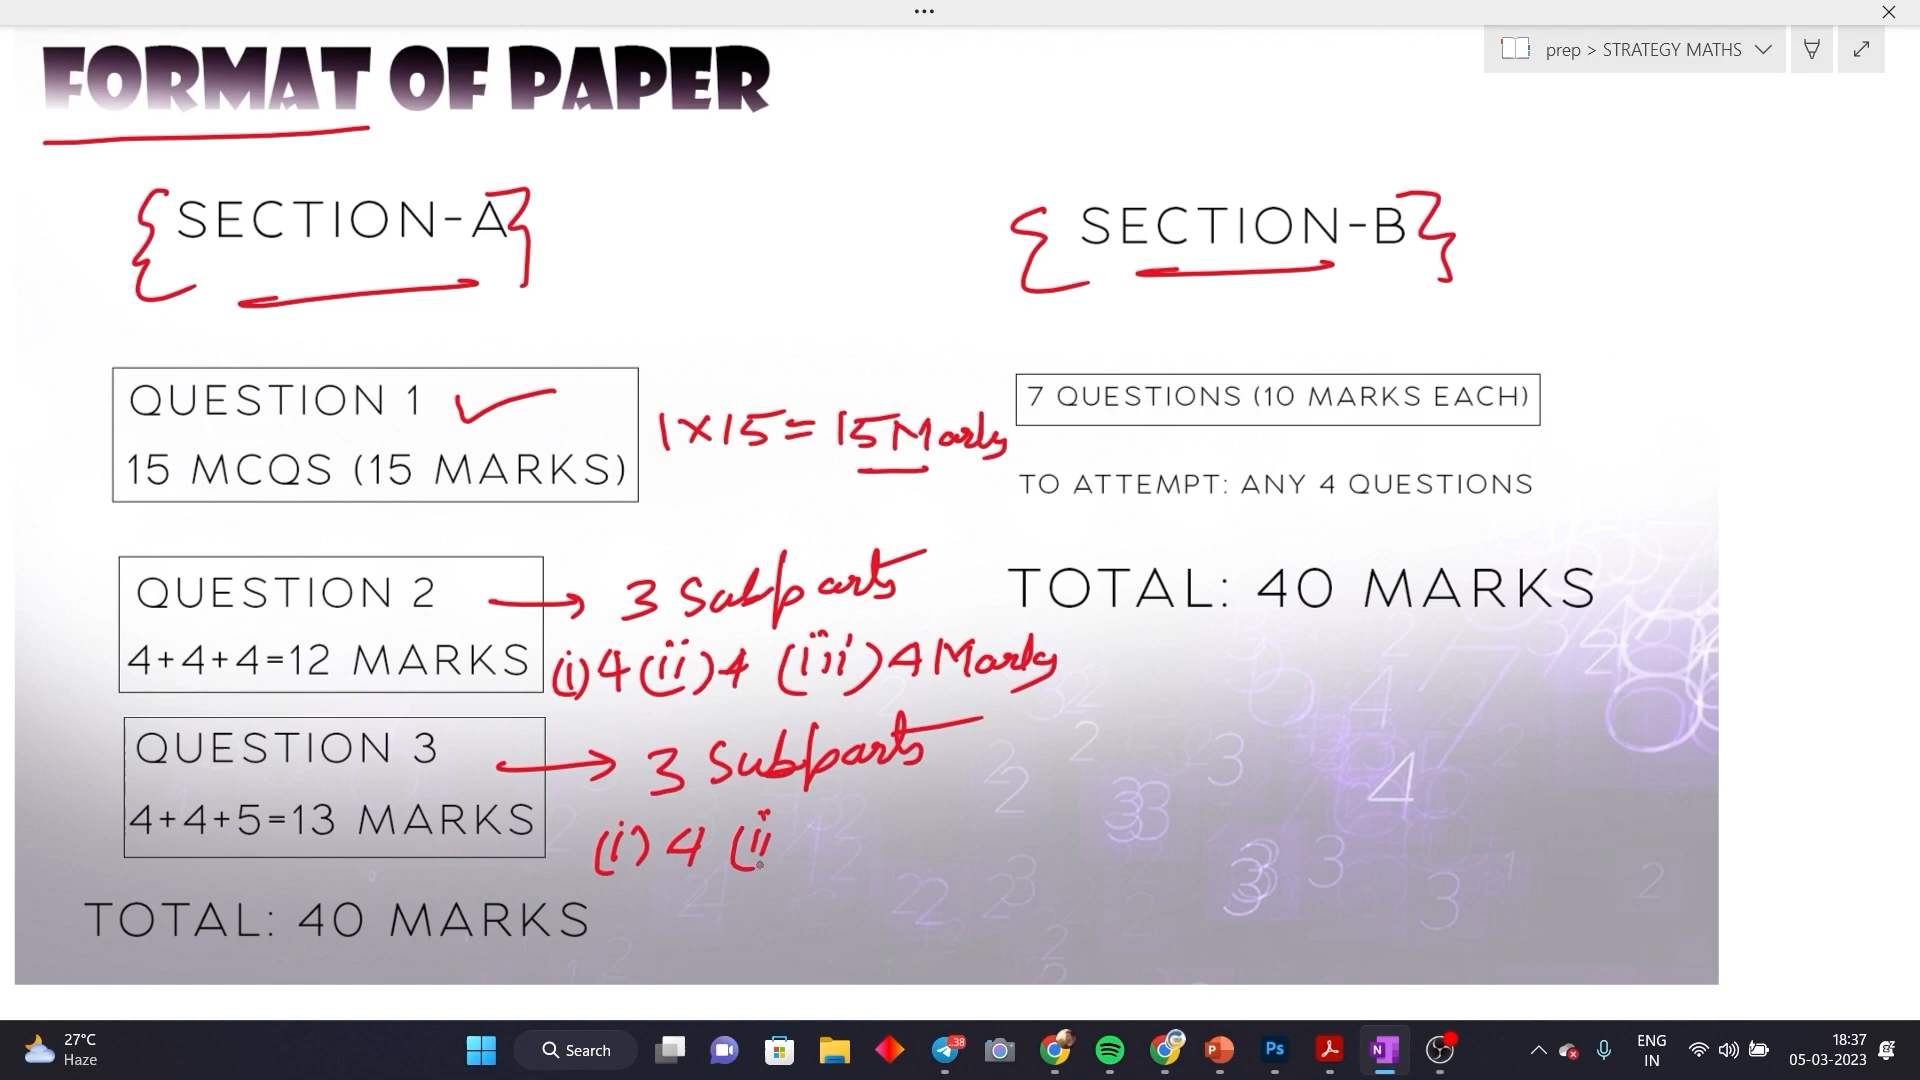 prep > STRATEGY MATHS
FORMAT OF PAPER
{ SECTION-A }
QUESTION 1
15 MCQS (15 MARKS)
1×15 = 15 Marks
QUESTION 2
→ 3 Subparts
4+4+4=12 MARKS
(i) 4 (ii) 4 (iii) 4 Marks
QUESTION 3
→ 3 Subparts
4+4+5=13 MARKS
(i) 4 (ii
TOTAL: 40 MARKS
{ SECTION-B }
7 QUESTIONS (10 MARKS EACH)
TO ATTEMPT: ANY 4 QUESTIONS
TOTAL: 40 MARKS
27°C
Haze
Search
38
ENG
IN
18:37
05-03-2023